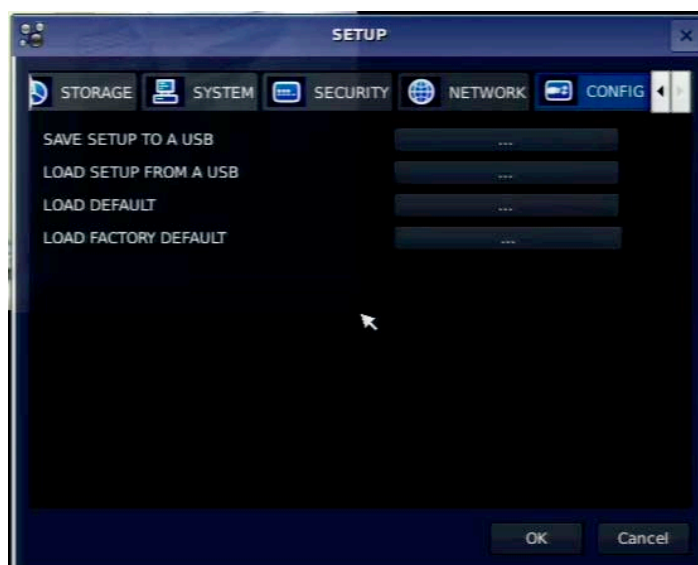 SETUP
STORAGE SYSTEM SECURITY NETWORK CONFIG
SAVE SETUP TO A USB ...
LOAD SETUP FROM A USB ...
LOAD DEFAULT ...
LOAD FACTORY DEFAULT ...
OK Cancel